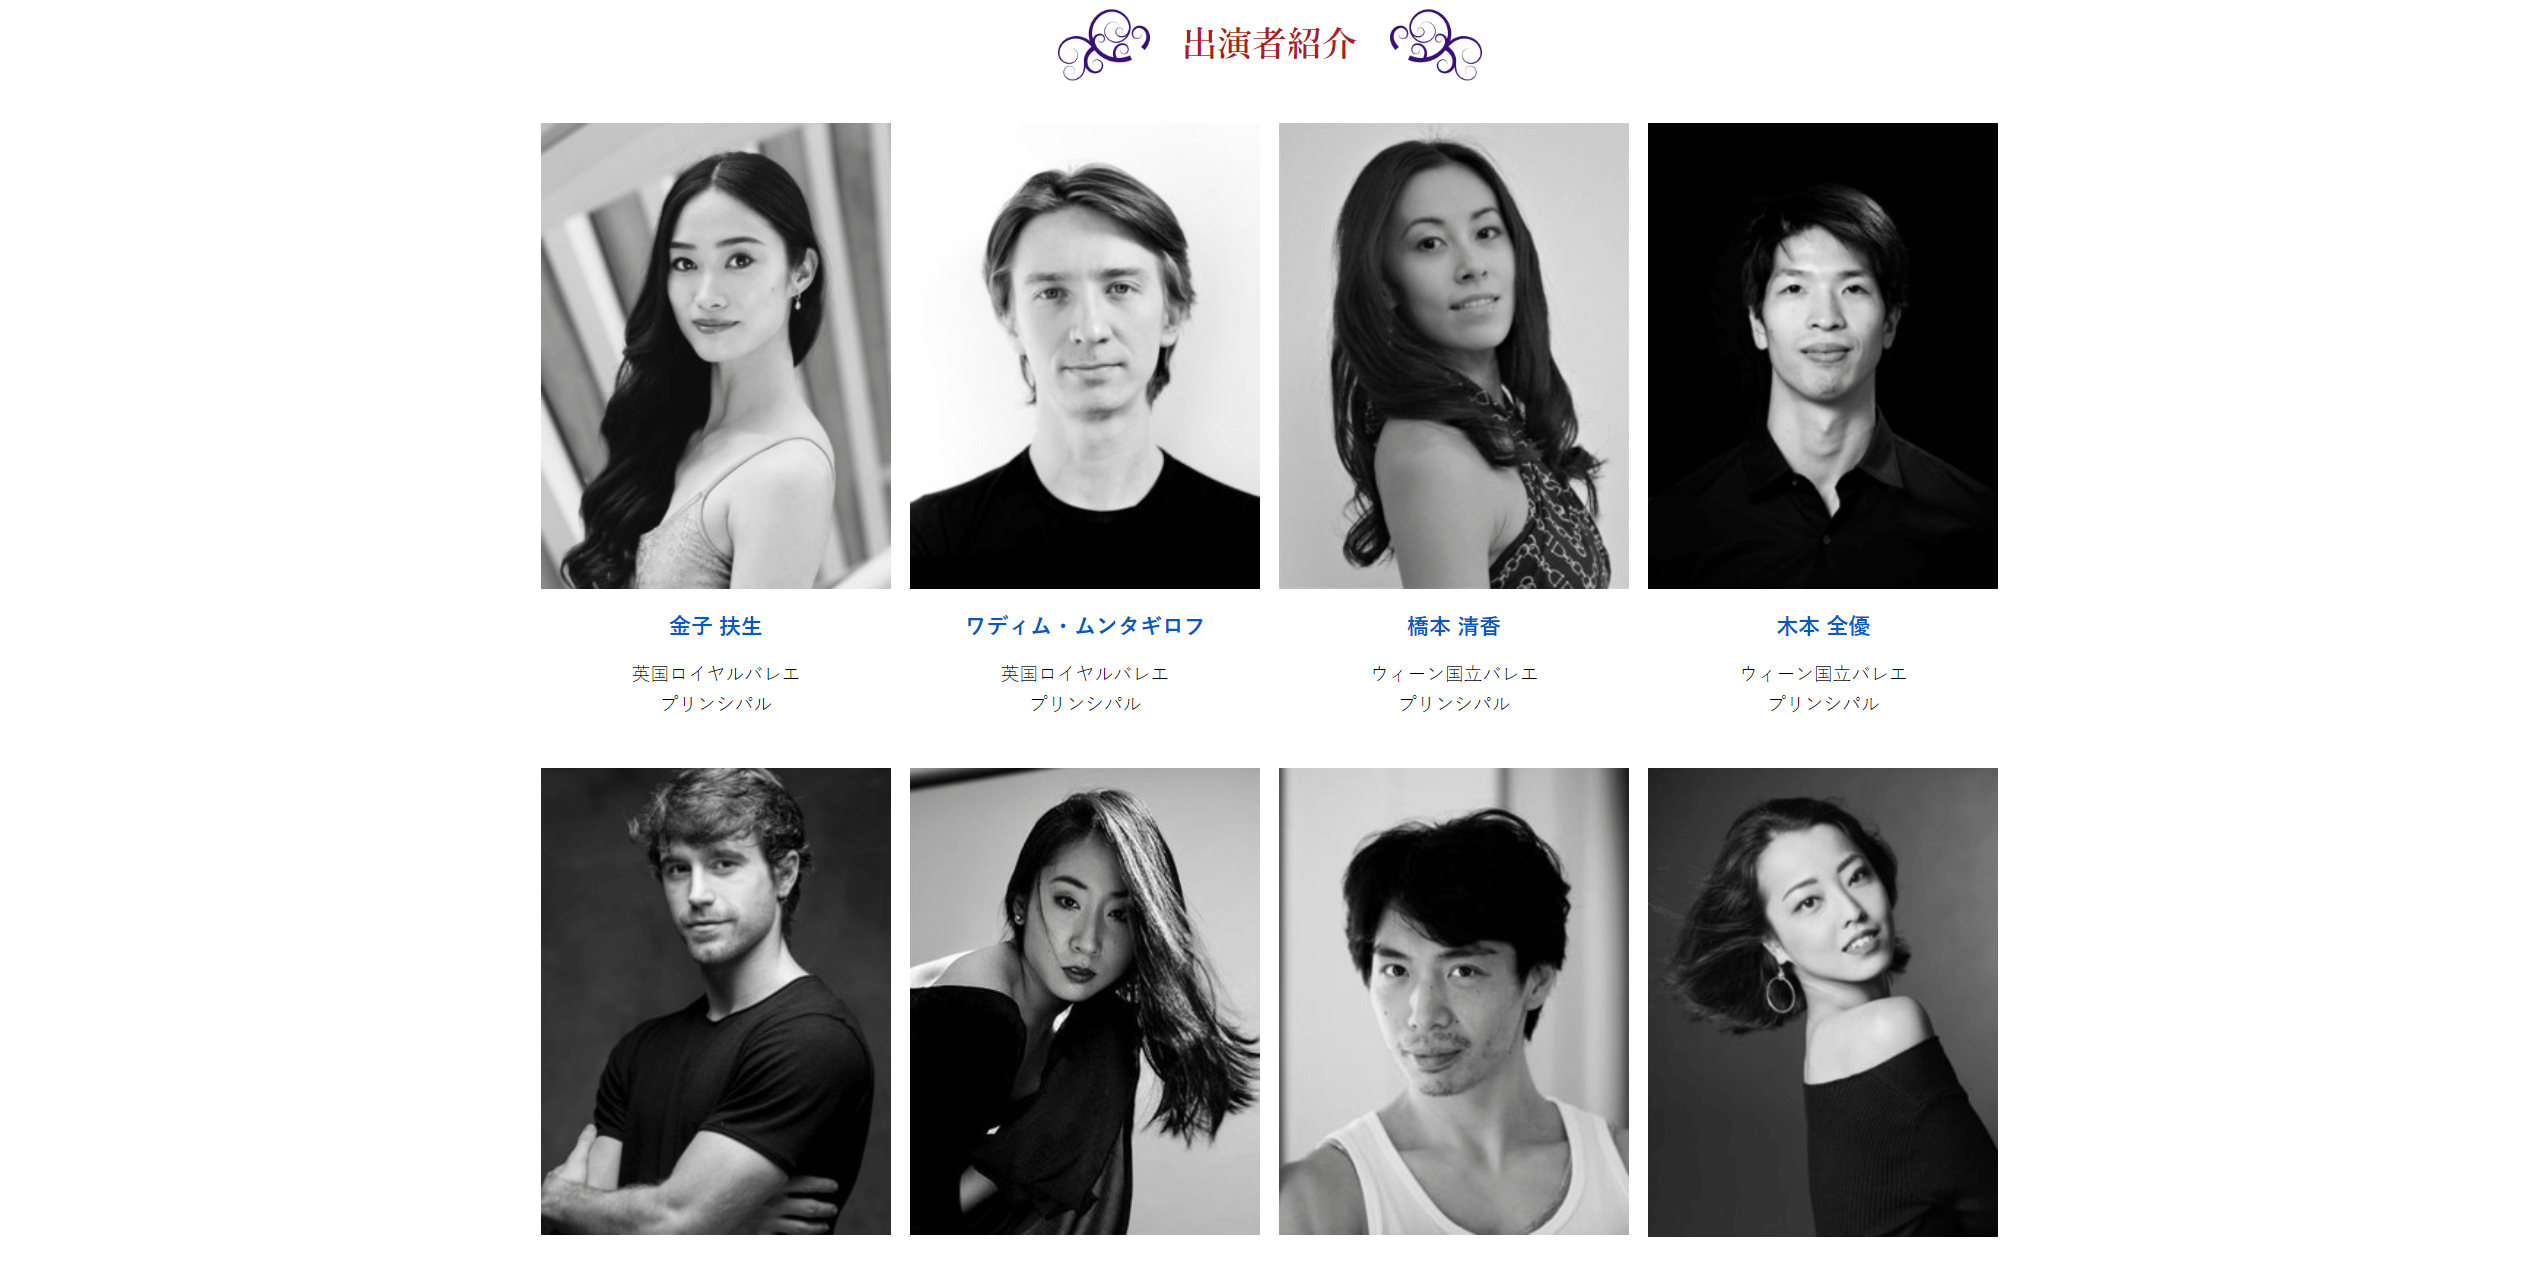 出演者紹介
金子 扶生
英国ロイヤルバレエ
プリンシパル
ワディム・ムンタギロフ
英国ロイヤルバレエ
プリンシパル
橋本 清香
ウィーン国立バレエ
プリンシパル
木本 全優
ウィーン国立バレエ
プリンシパル